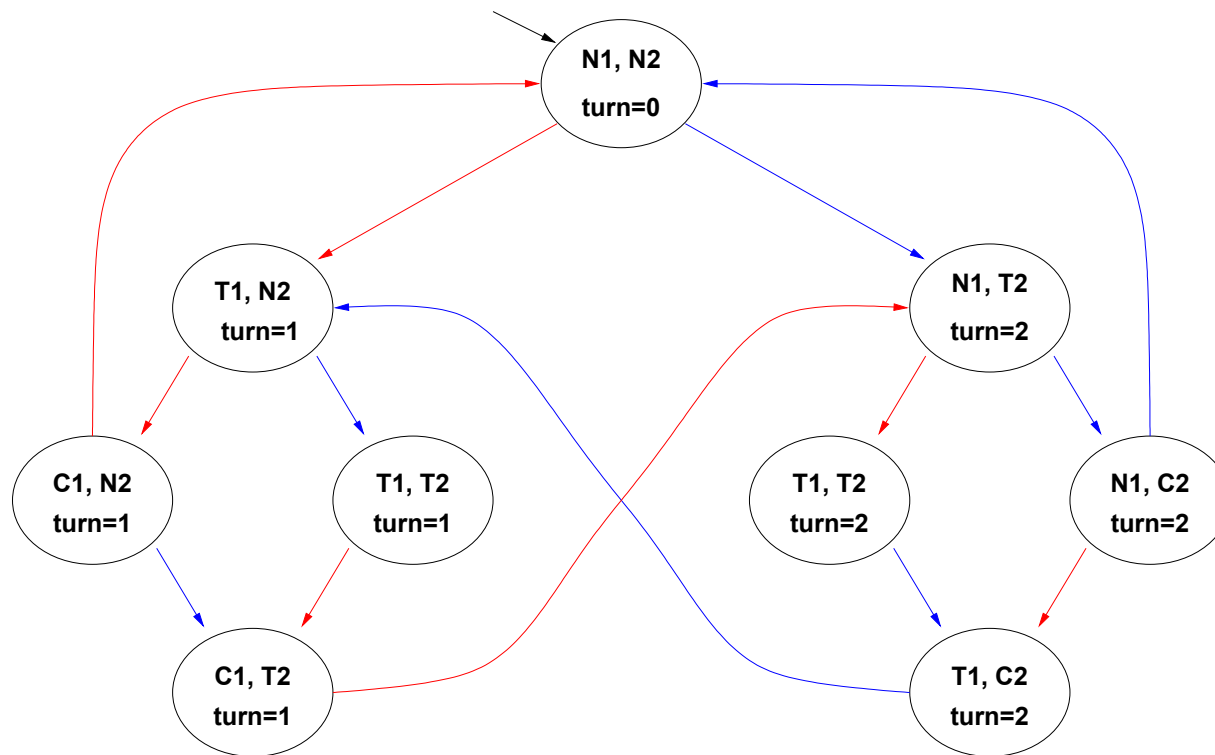 N1, N2
turn=0
T1, N2
turn=1
N1, T2
turn=2
C1, N2
turn=1
T1, T2
turn=1
T1, T2
turn=2
N1, C2
turn=2
C1, T2
turn=1
T1, C2
turn=2